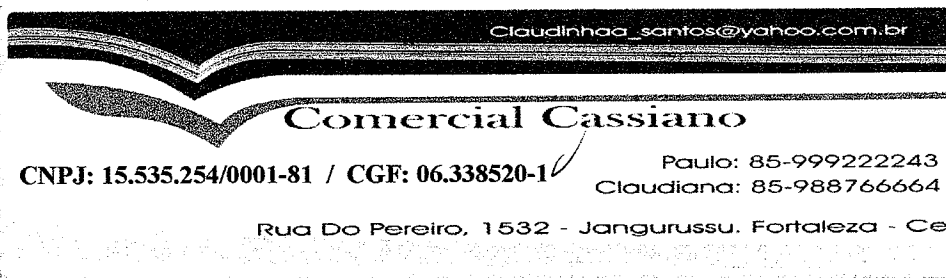 Claudinhaa_santos@yahoo.com.br
Comercial Cassiano
CNPJ: 15.535.254/0001-81 / CGF: 06.338520-1
Paulo: 85-999222243
Claudiana: 85-988766664
Rua Do Pereiro, 1532 - Jangurussu. Fortaleza - Ce